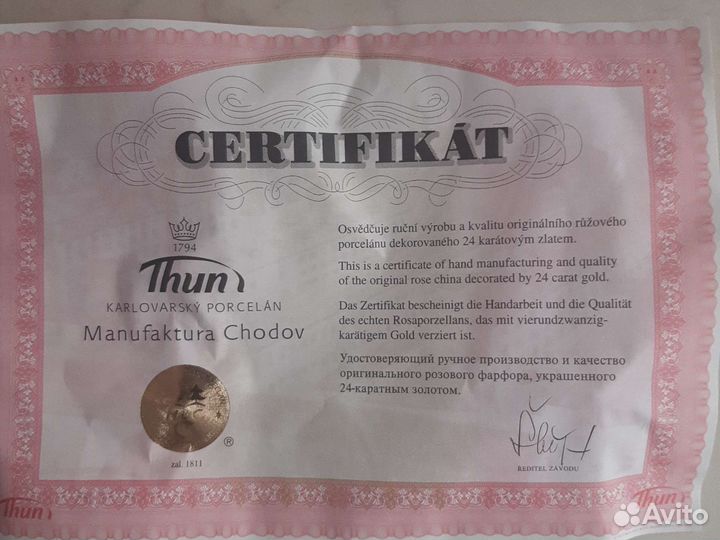 CERTIFIKÁT
1794
Thun
KARLOVARSKÝ PORCELÁN
Manufaktura Chodov
®
zal. 1811
Osvědčuje ruční výrobu a kvalitu originálního růžového
porcelánu dekorovaného 24 karátovým zlatem.
This is a certificate of hand manufacturing and quality
of the original rose china decorated by 24 carat gold.
Das Zertifikat bescheinigt die Handarbeit und die Qualität
des echten Rosaporzellans, das mit vierundzwanzig-
karätigem Gold verziert ist.
Удостоверяющий ручное производство и качество
оригинального розового фарфора, украшенного
24-каратным золотом.
ŘEDITEL ZÁVODU
Thun
Thun
Avito